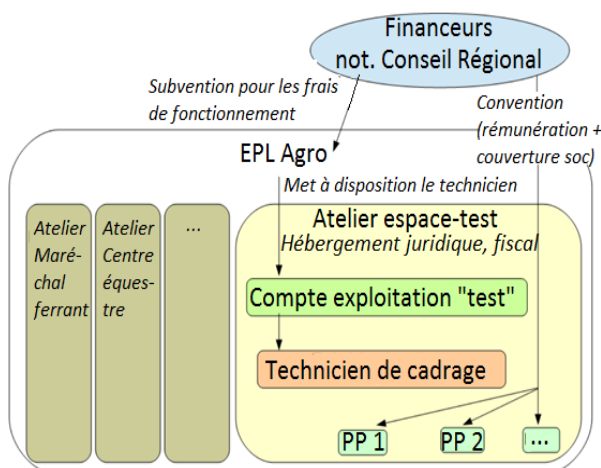 Financeurs
not. Conseil Régional
Subvention pour les frais
de fonctionnement
Convention
(rémunération +
couverture soc)
EPL Agro
Met à disposition le technicien
Atelier
Maré-
chal
ferrant
Atelier
Centre
éques-
tre
...
Atelier espace-test
Hébergement juridique, fiscal
Compte exploitation "test"
Technicien de cadrage
PP 1
PP 2
...